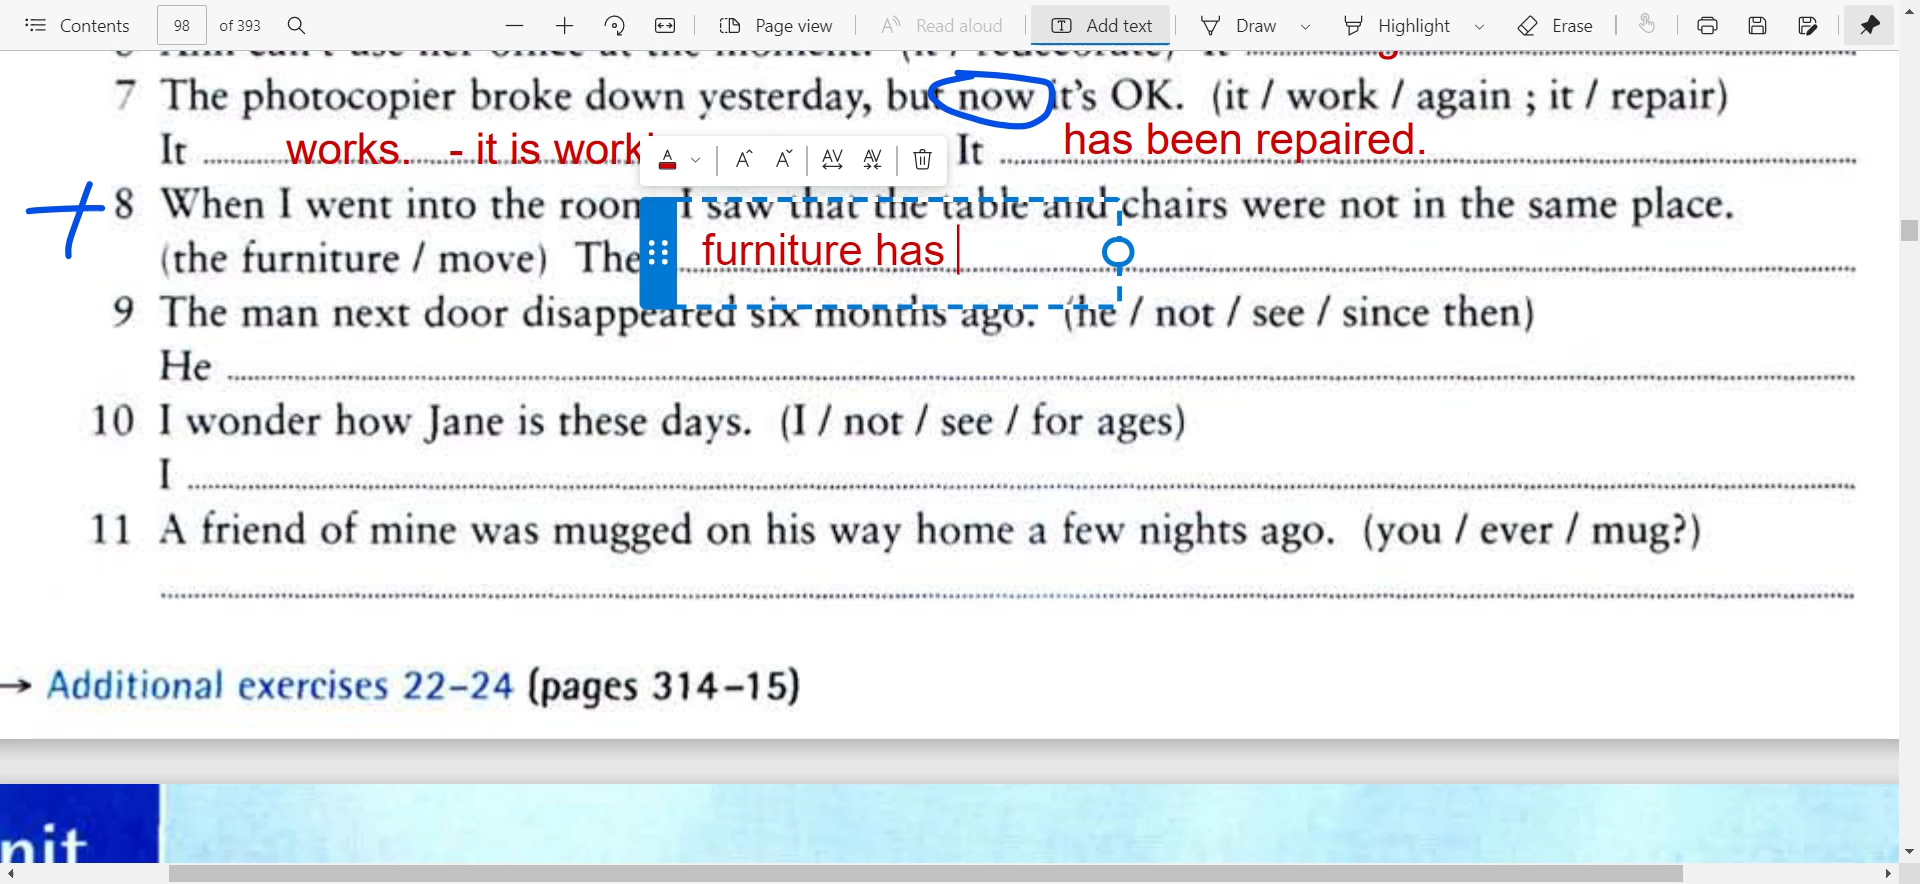 Contents 98 of 393 Page view Read aloud Add text Draw Highlight Erase
7 The photocopier broke down yesterday, but now it's OK. (it / work / again ; it / repair)
It works. - it is worki It has been repaired.
8 When I went into the room I saw that the table and chairs were not in the same place.
(the furniture / move) The furniture has
9 The man next door disappeared six months ago. (he / not / see / since then)
He
10 I wonder how Jane is these days. (I / not / see / for ages)
I
11 A friend of mine was mugged on his way home a few nights ago. (you / ever / mug?)
→ Additional exercises 22–24 (pages 314–15)
nit